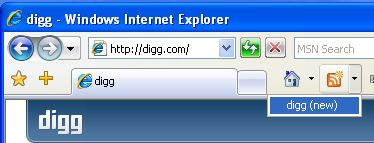 digg - Windows Internet Explorer
http://digg.com/
MSN Search
digg
digg (new)
digg